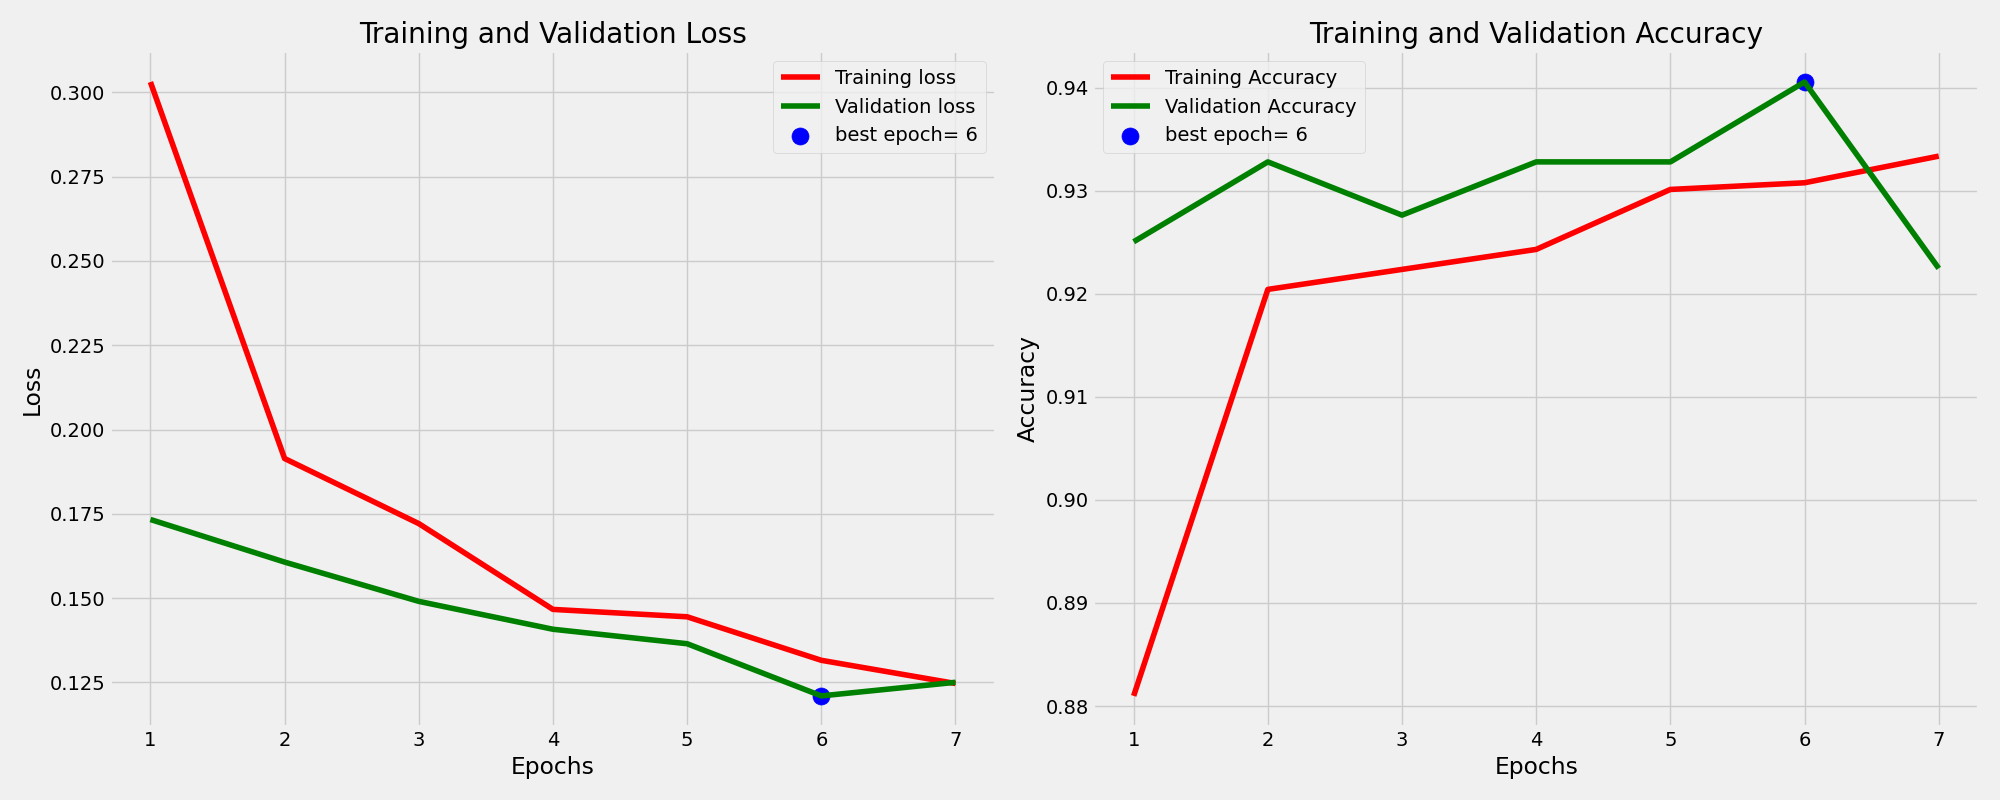 Training and Validation Loss
Training loss
Validation loss
best epoch= 6
0.300
0.275
0.250
0.225
0.200
0.175
0.150
0.125
Loss
1 2 3 4 5 6 7
Epochs
Training and Validation Accuracy
Training Accuracy
Validation Accuracy
best epoch= 6
0.94
0.93
0.92
0.91
0.90
0.89
0.88
Accuracy
1 2 3 4 5 6 7
Epochs